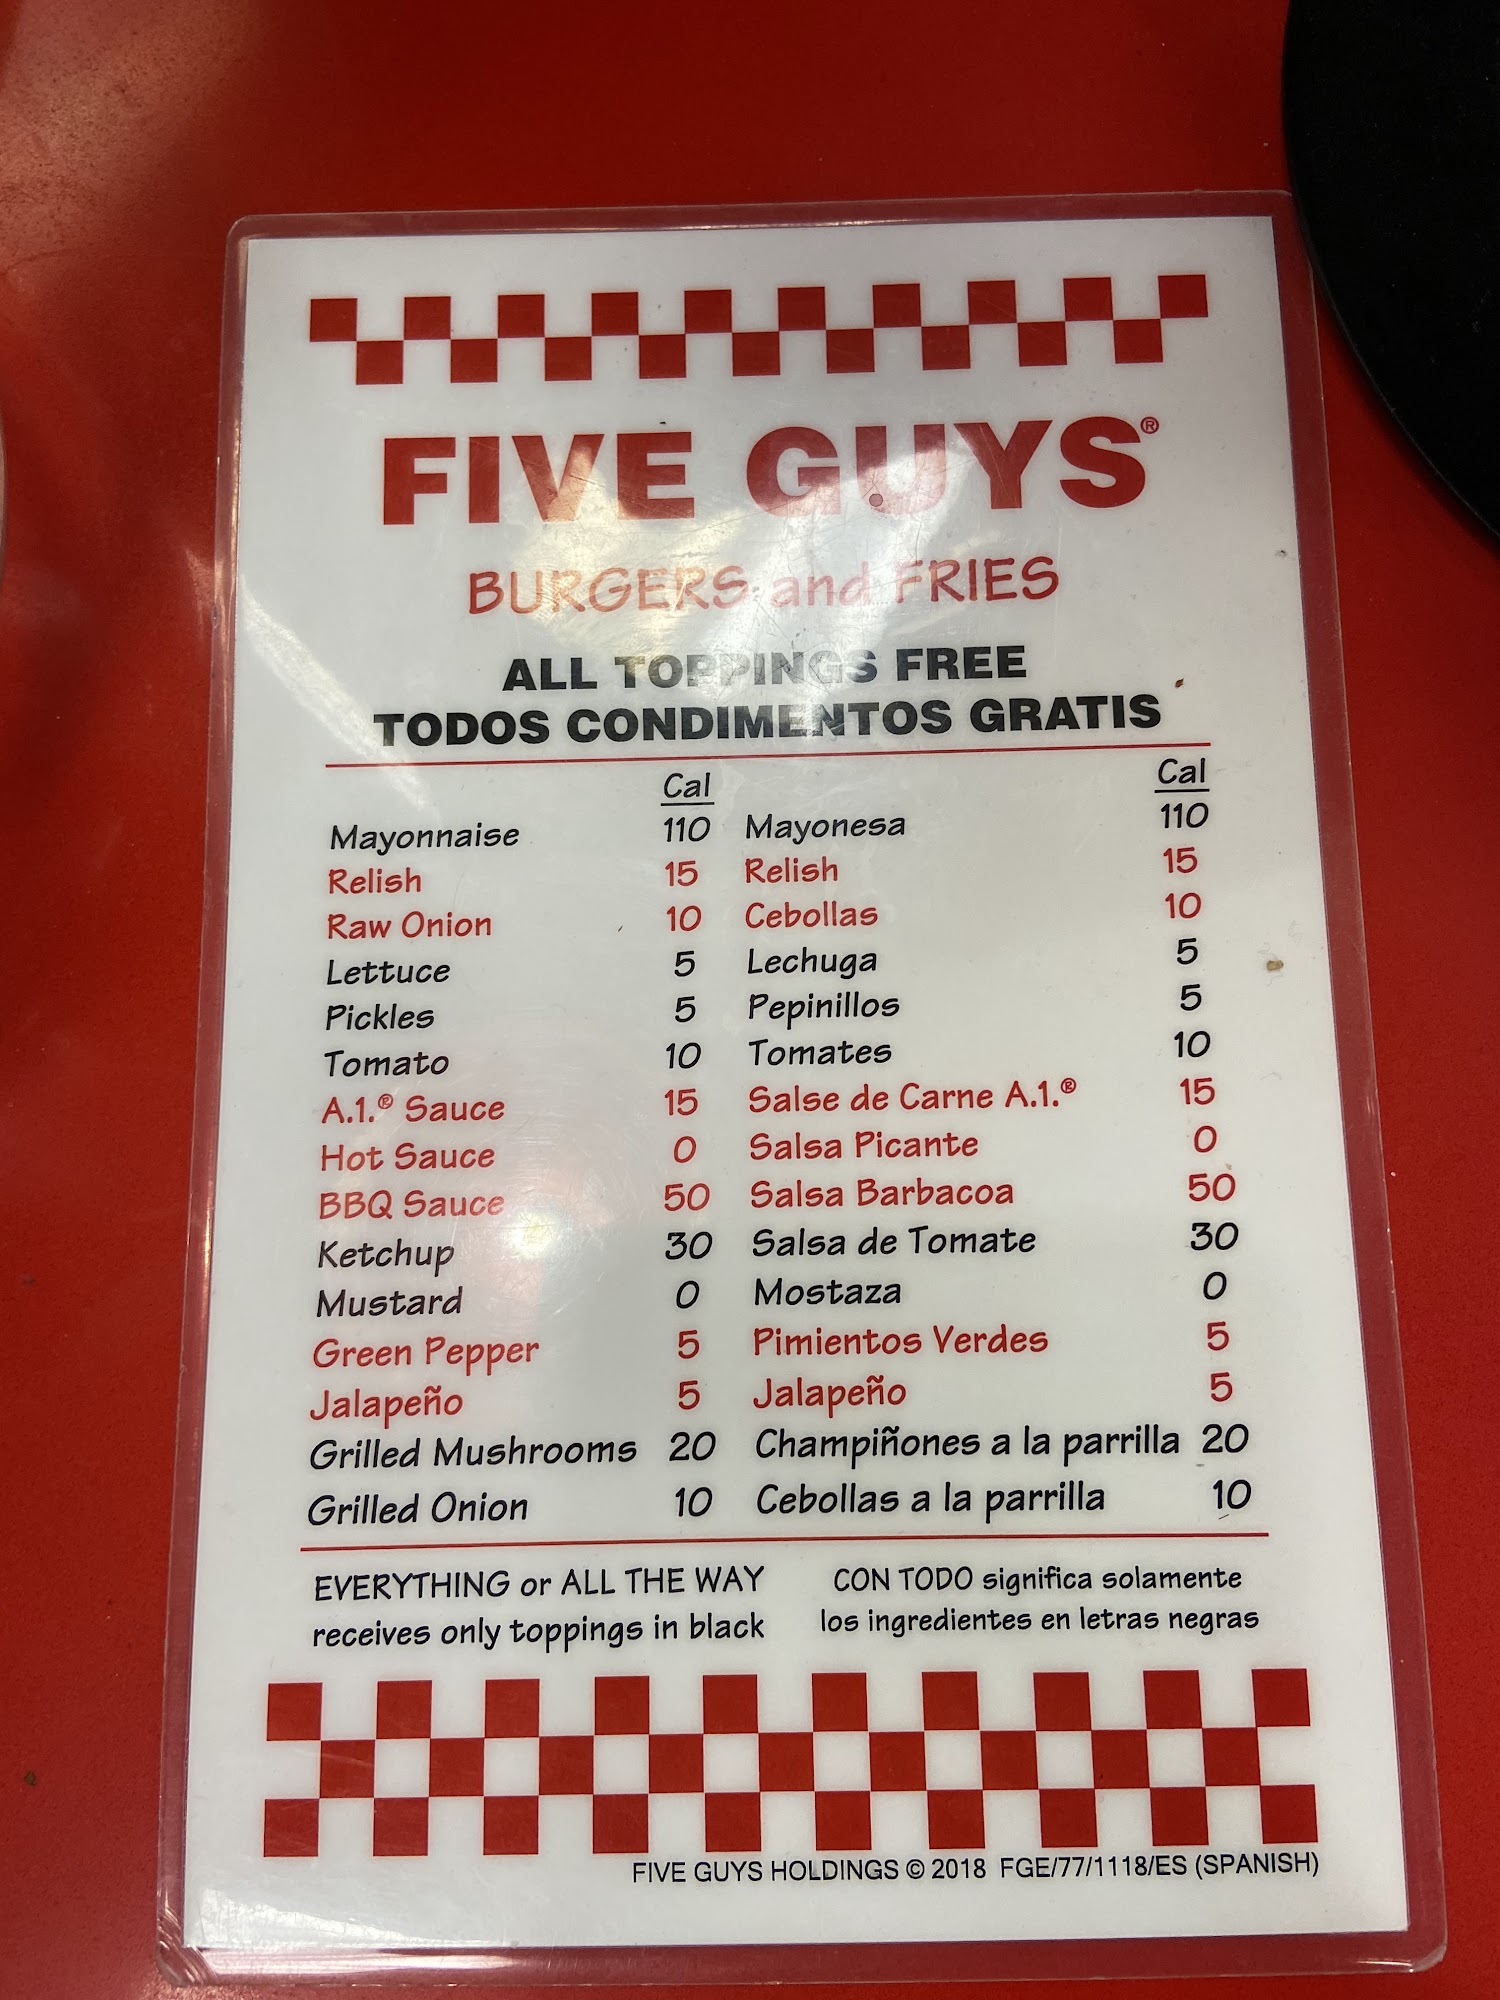 FIVE GUYS®
BURGERS and FRIES
ALL TOPPINGS FREE
TODOS CONDIMENTOS GRATIS
Cal Cal
Mayonnaise 110 Mayonesa 110
Relish 15 Relish 15
Raw Onion 10 Cebollas 10
Lettuce 5 Lechuga 5
Pickles 5 Pepinillos 5
Tomato 10 Tomates 10
A.1.® Sauce 15 Salse de Carne A.1.® 15
Hot Sauce 0 Salsa Picante 0
BBQ Sauce 50 Salsa Barbacoa 50
Ketchup 30 Salsa de Tomate 30
Mustard 0 Mostaza 0
Green Pepper 5 Pimientos Verdes 5
Jalapeño 5 Jalapeño 5
Grilled Mushrooms 20 Champiñones a la parrilla 20
Grilled Onion 10 Cebollas a la parrilla 10
EVERYTHING or ALL THE WAY
receives only toppings in black
CON TODO significa solamente
los ingredientes en letras negras
FIVE GUYS HOLDINGS © 2018 FGE/77/1118/ES (SPANISH)